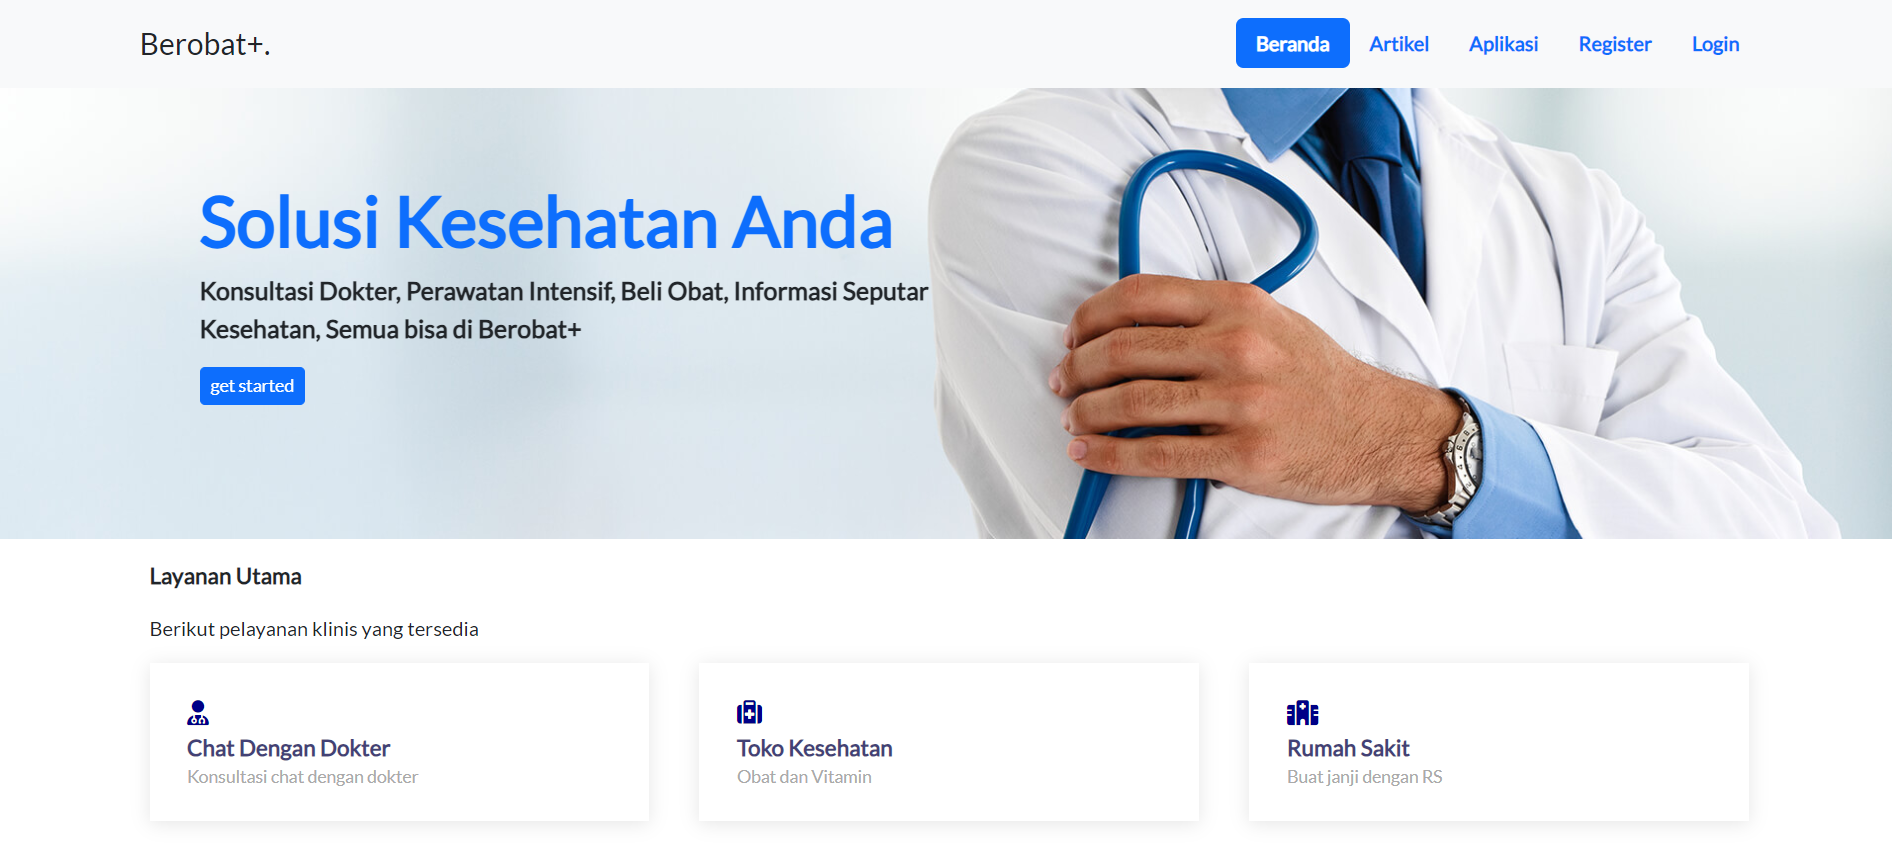 Berobat+.
Beranda
Artikel
Aplikasi
Register
Login
Solusi Kesehatan Anda
Konsultasi Dokter, Perawatan Intensif, Beli Obat, Informasi Seputar
Kesehatan, Semua bisa di Berobat+
get started
Layanan Utama
Berikut pelayanan klinis yang tersedia
Chat Dengan Dokter
Konsultasi chat dengan dokter
Toko Kesehatan
Obat dan Vitamin
Rumah Sakit
Buat janji dengan RS